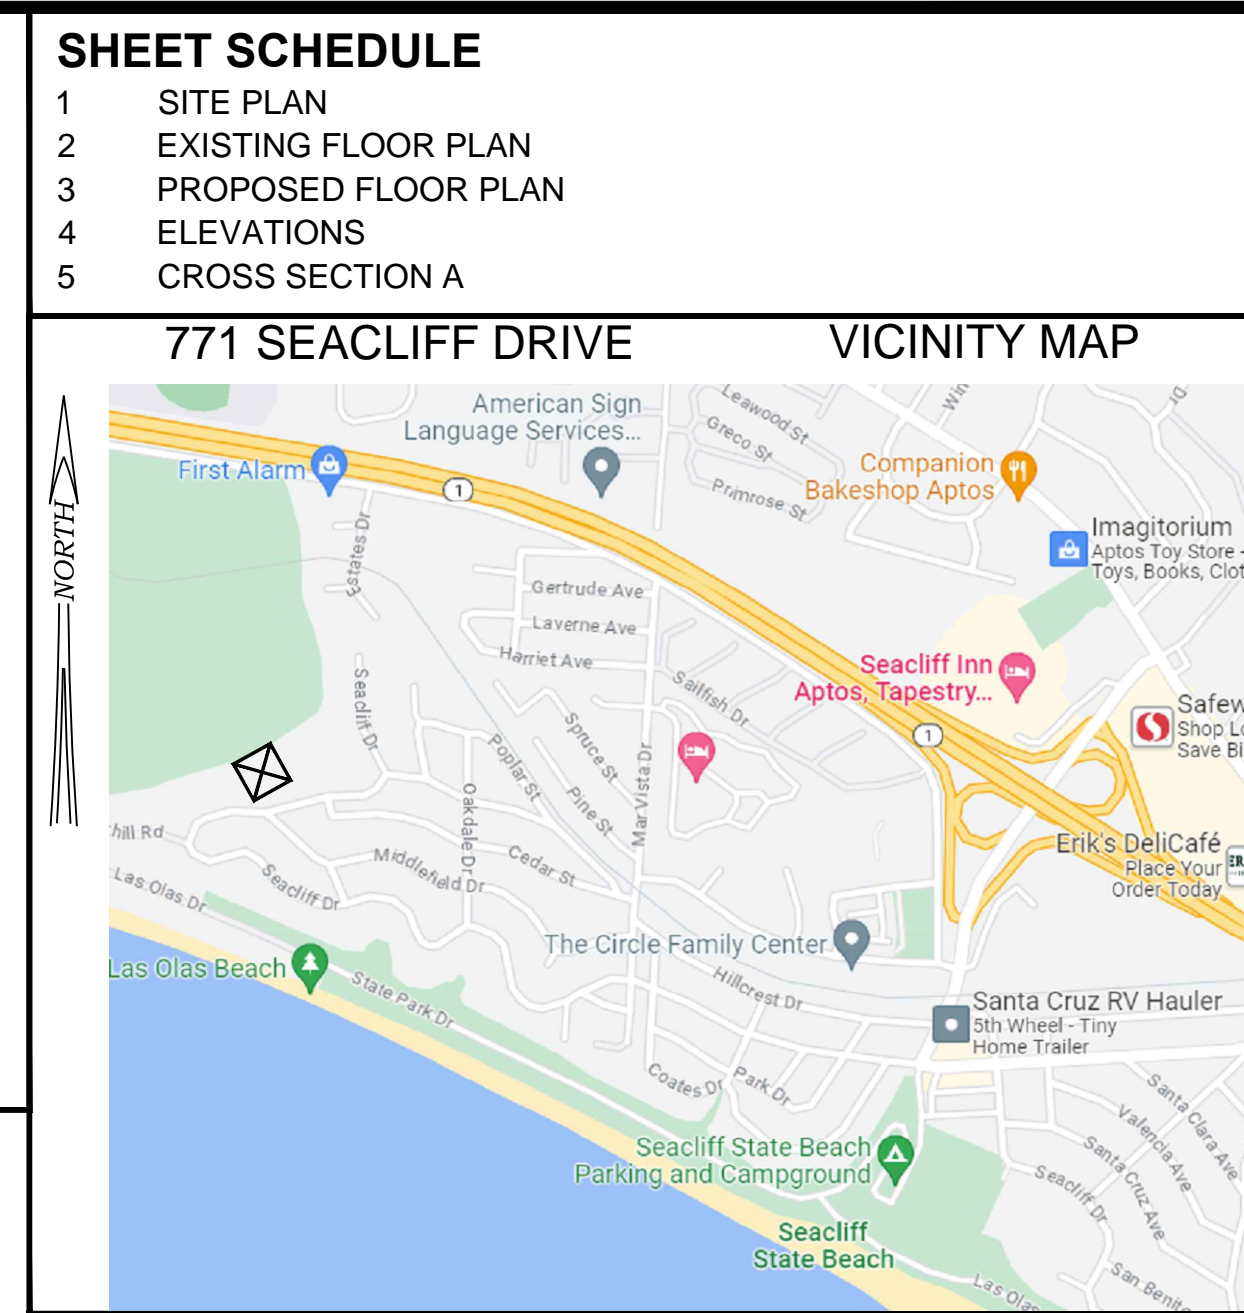 SHEET SCHEDULE
1 SITE PLAN
2 EXISTING FLOOR PLAN
3 PROPOSED FLOOR PLAN
4 ELEVATIONS
5 CROSS SECTION A
771 SEACLIFF DRIVE VICINITY MAP
NORTH
American Sign
Language Services...
First Alarm
1
Leawood St
Greco St
Primrose St
Win
Dr
Companion
Bakeshop Aptos
Imagitorium
Aptos Toy Store -
Toys, Books, Clot
Estates Dr
Gertrude Ave
Laverne Ave
Harriet Ave
Sailfish Dr
Seacliff Inn
Aptos, Tapestry...
1
Safew
Shop Lo
Save Bi
Seacliff Dr
Poplar St
Spruce St
Pine St
Mar Vista Dr
Oakdale Dr
Middlefield Dr
Cedar St
hill Rd
Las Olas Dr
Seacliff Dr
Erik's DeliCafé
Place Your
Order Today
ER
The Circle Family Center
Las Olas Beach
State Park Dr
Hillcrest Dr
Santa Cruz RV Hauler
5th Wheel - Tiny
Home Trailer
Coates Dr
Park Dr
Santa Clara Ave
Valencia Ave
Santa Cruz Ave
Seacliff Dr
Seacliff State Beach
Parking and Campground
Seacliff
State Beach
Las Olas
San Benito